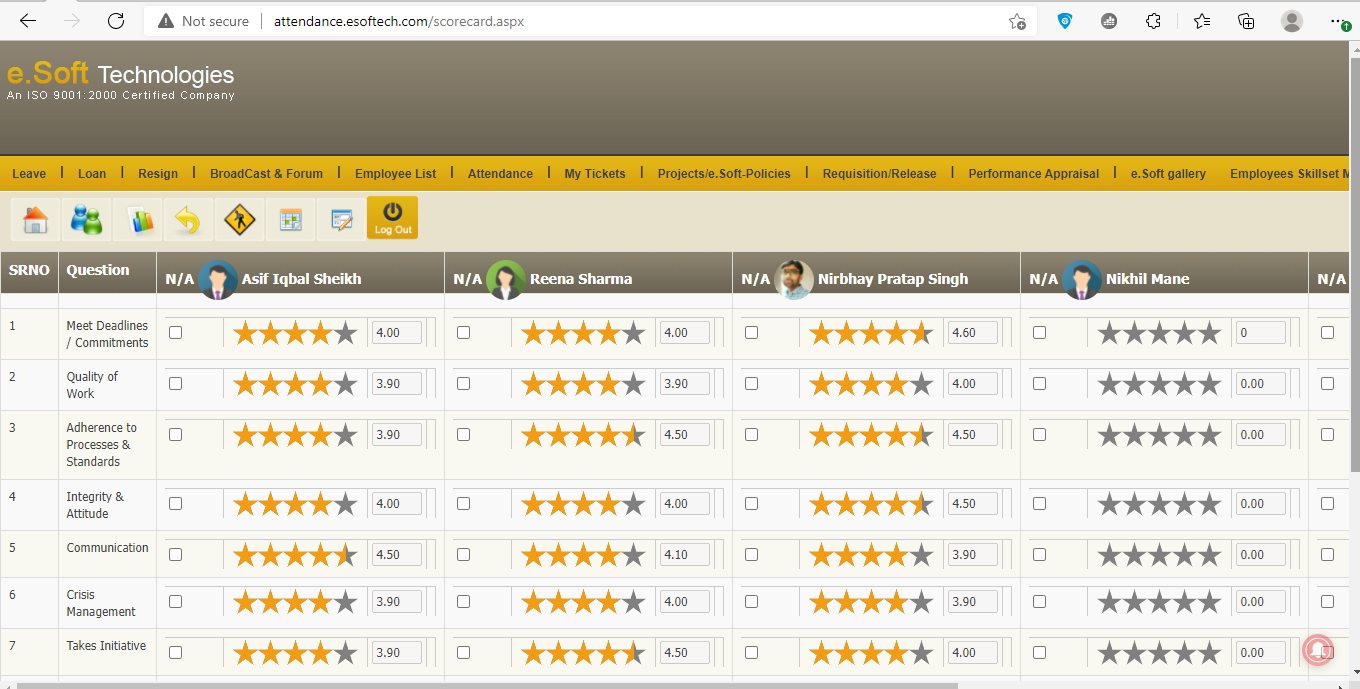 Not secure | attendance.esoftech.com/scorecard.aspx
e.Soft Technologies
An ISO 9001:2000 Certified Company
Leave | Loan | Resign | BroadCast & Forum | Employee List | Attendance | My Tickets | Projects/e.Soft-Policies | Requisition/Release | Performance Appraisal | e.Soft gallery Employees Skillset M
Log Out
SRNO Question N/A Asif Iqbal Sheikh N/A Reena Sharma N/A Nirbhay Pratap Singh N/A Nikhil Mane N/A
1 Meet Deadlines 4.00 4.00 4.60 0
/ Commitments
2 Quality of 3.90 3.90 4.00 0.00
Work
3 Adherence to 3.90 4.50 4.50 0.00
Processes &
Standards
4 Integrity & 4.00 4.00 4.50 0.00
Attitude
5 Communication 4.50 4.10 3.90 0.00
6 Crisis 3.90 4.00 3.90 0.00
Management
7 Takes Initiative 3.90 4.50 4.00 0.00